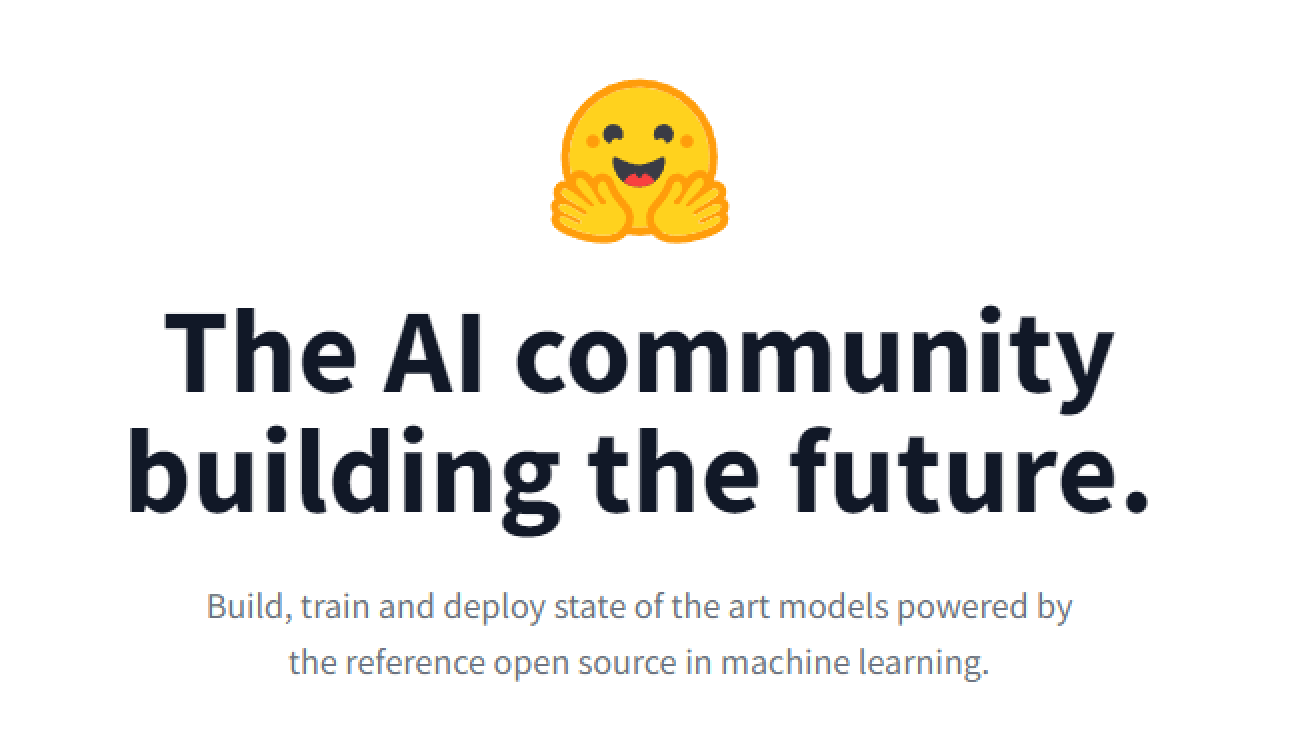 The AI community
building the future.
Build, train and deploy state of the art models powered by
the reference open source in machine learning.